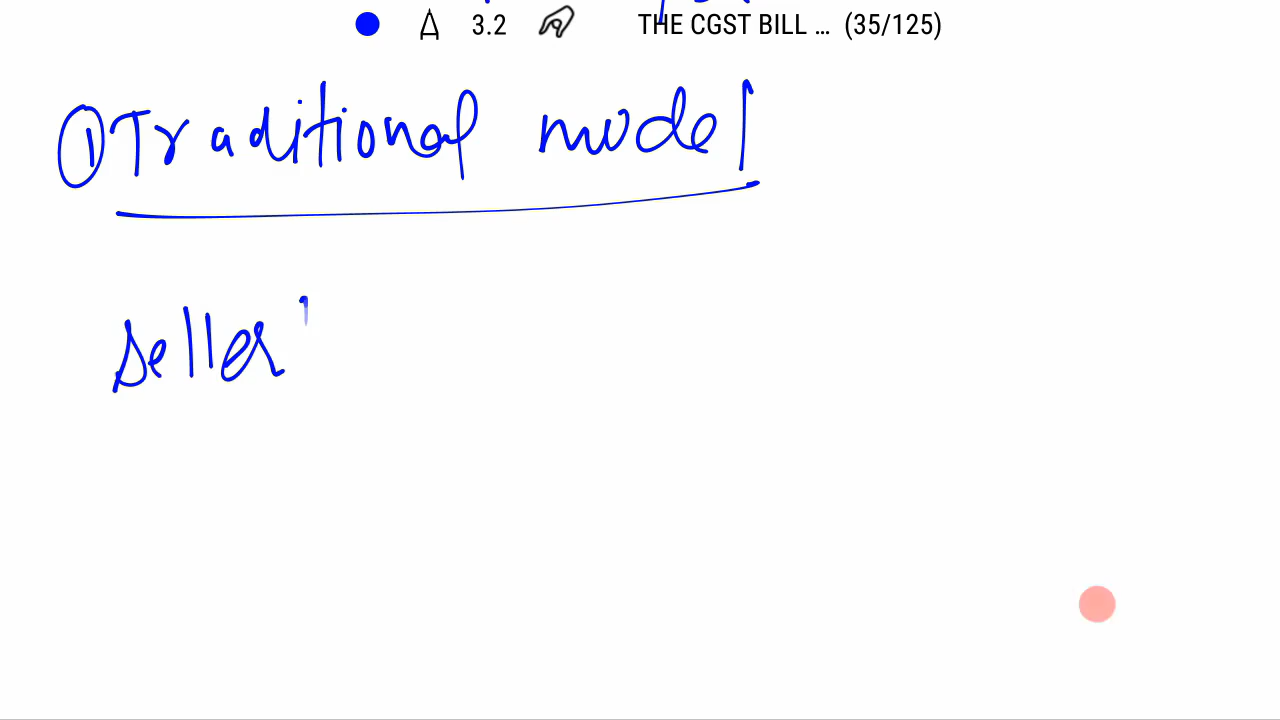 3.2 THE CGST BILL ... (35/125)
① Traditional model
seller